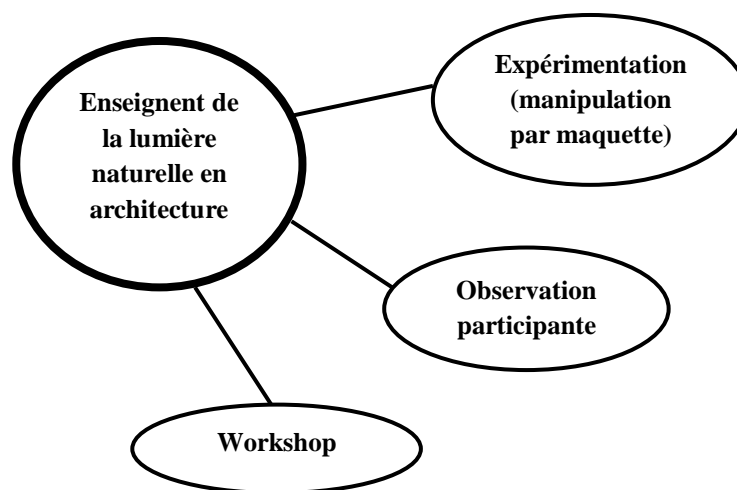 Enseignent de
la lumière
naturelle en
architecture
Expérimentation
(manipulation
par maquette)
Observation
participante
Workshop